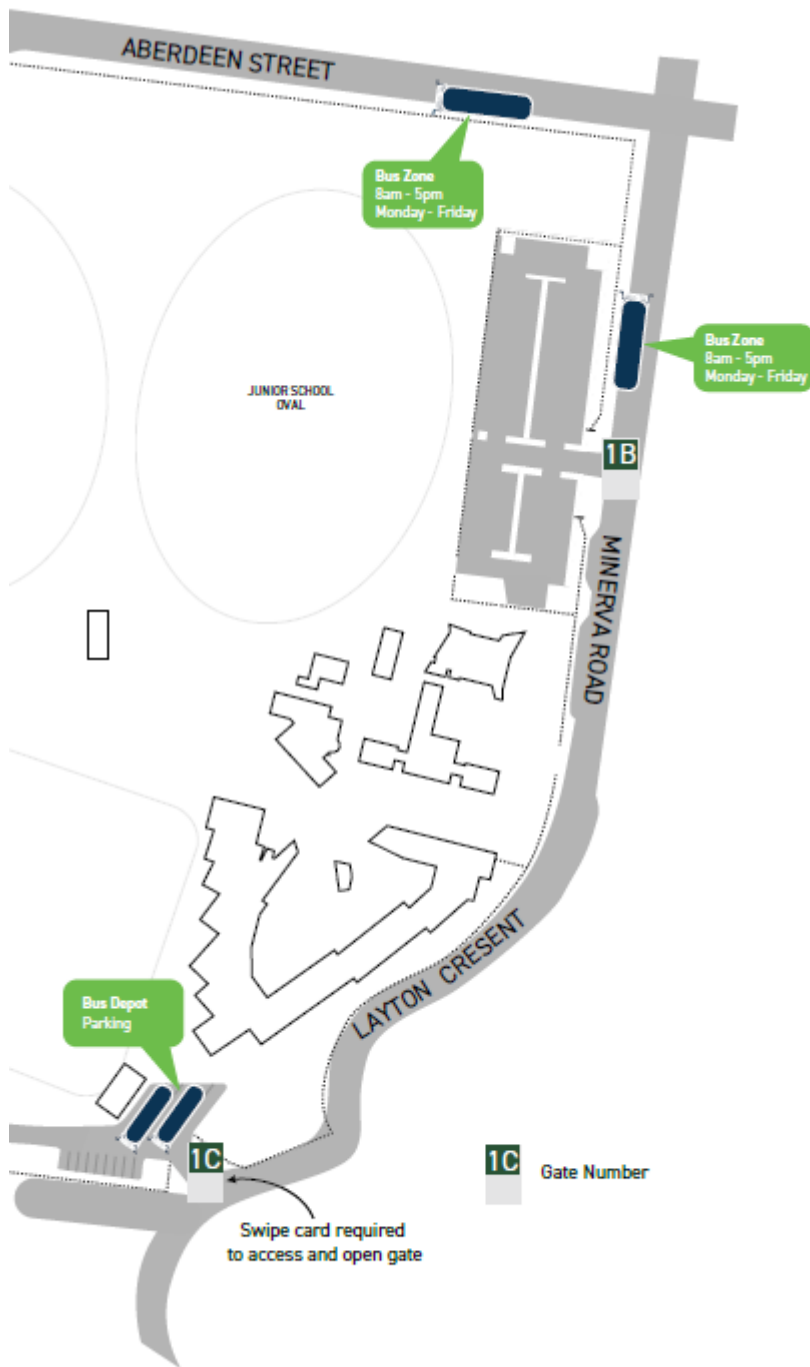 ABERDEEN STREET
Bus Zone
8am - 5pm
Monday - Friday
Bus Zone
8am - 5pm
Monday - Friday
JUNIOR SCHOOL
OVAL
1B
MINERVA ROAD
LAYTON CRESENT
Bus Depot
Parking
1C
1C
Gate Number
Swipe card required
to access and open gate